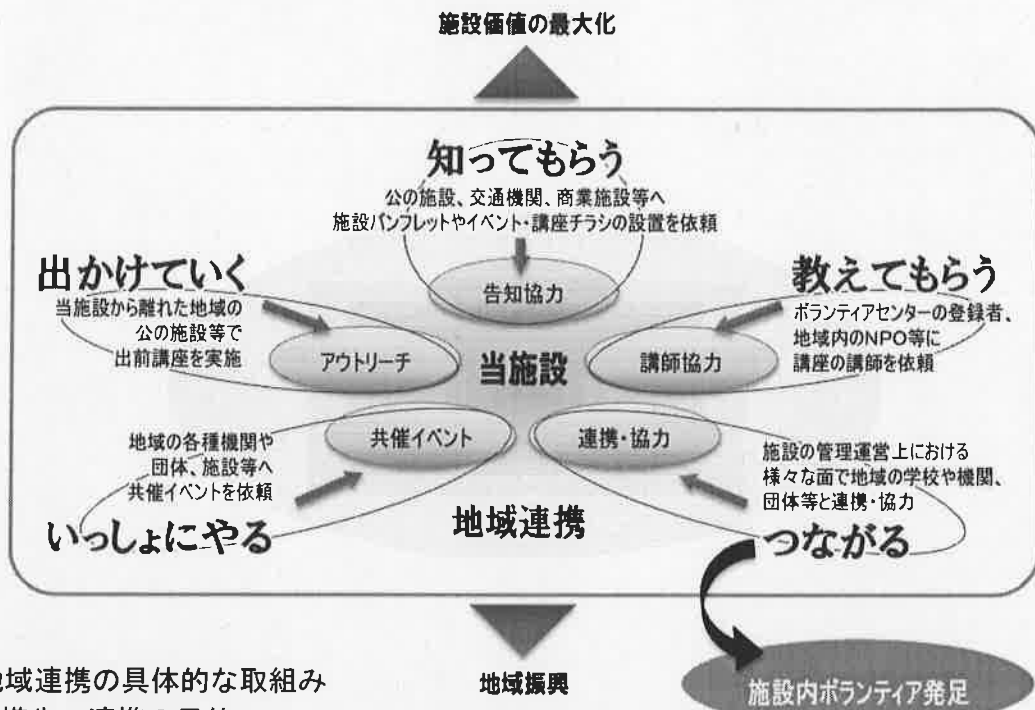 施設価値の最大化
知ってもらう
公の施設、交通機関、商業施設等へ
施設パンフレットやイベント・講座チラシの設置を依頼
告知協力
出かけていく
当施設から離れた地域の
公の施設等で
出前講座を実施
アウトリーチ
当施設
教えてもらう
ボランティアセンターの登録者、
地域内のNPO等に
講座の講師を依頼
講師協力
共催イベント
地域の各種機関や
団体、施設等へ
共催イベントを依頼
いっしょにやる
連携・協力
施設の管理運営上における
様々な面で地域の学校や機関、
団体等と連携・協力
つながる
地域連携
地域振興
施設内ボランティア発足
地域連携の具体的な取組み